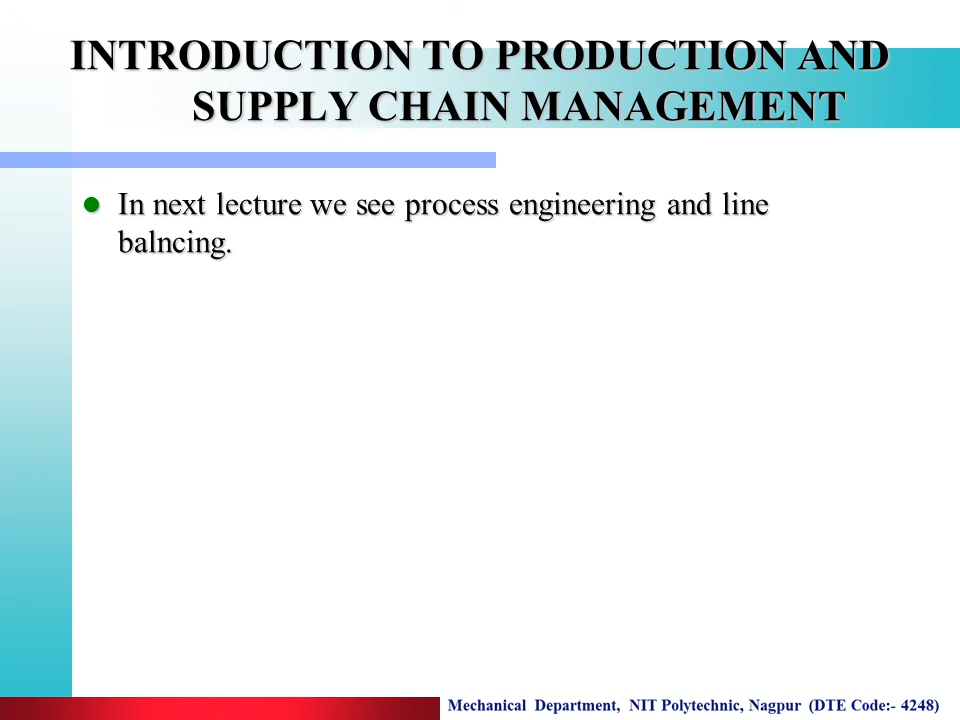 INTRODUCTION TO PRODUCTION AND
SUPPLY CHAIN MANAGEMENT
In next lecture we see process engineering and line
balncing.
Mechanical Department, NIT Polytechnic, Nagpur (DTE Code:- 4248)